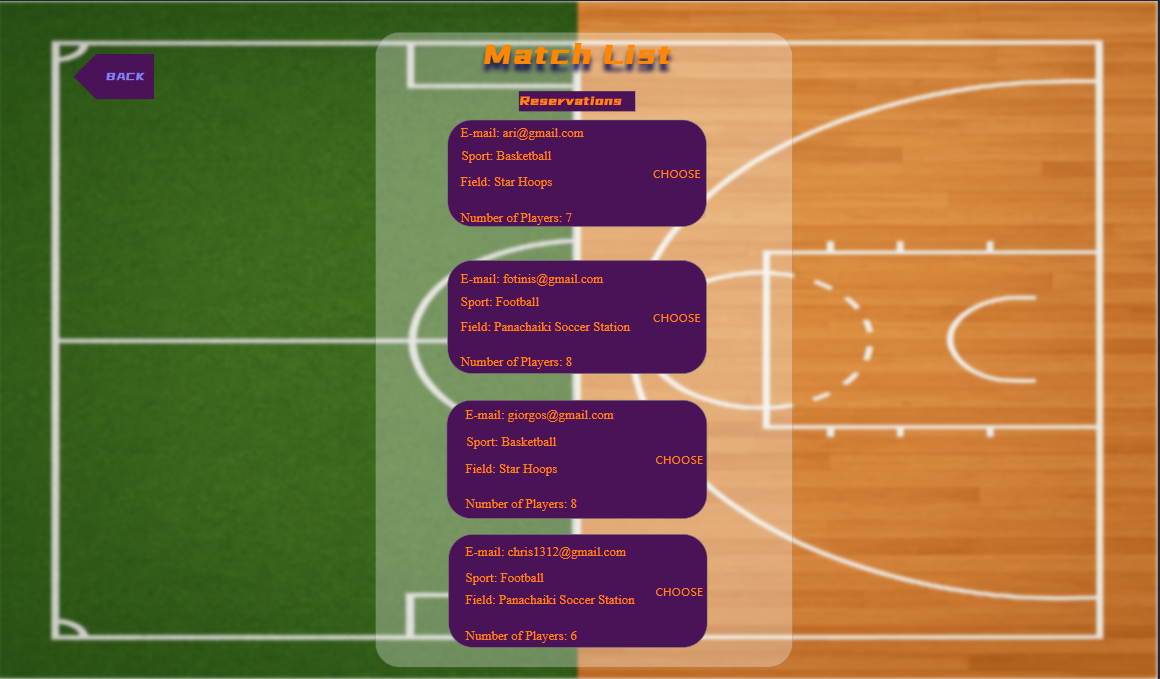 Match List
BACK
Reservations
E-mail: ari@gmail.com
Sport: Basketball
CHOOSE
Field: Star Hoops
Number of Players: 7
E-mail: fotinis@gmail.com
Sport: Football
CHOOSE
Field: Panachaiki Soccer Station
Number of Players: 8
E-mail: giorgos@gmail.com
Sport: Basketball
CHOOSE
Field: Star Hoops
Number of Players: 8
E-mail: chris1312@gmail.com
Sport: Football
CHOOSE
Field: Panachaiki Soccer Station
Number of Players: 6